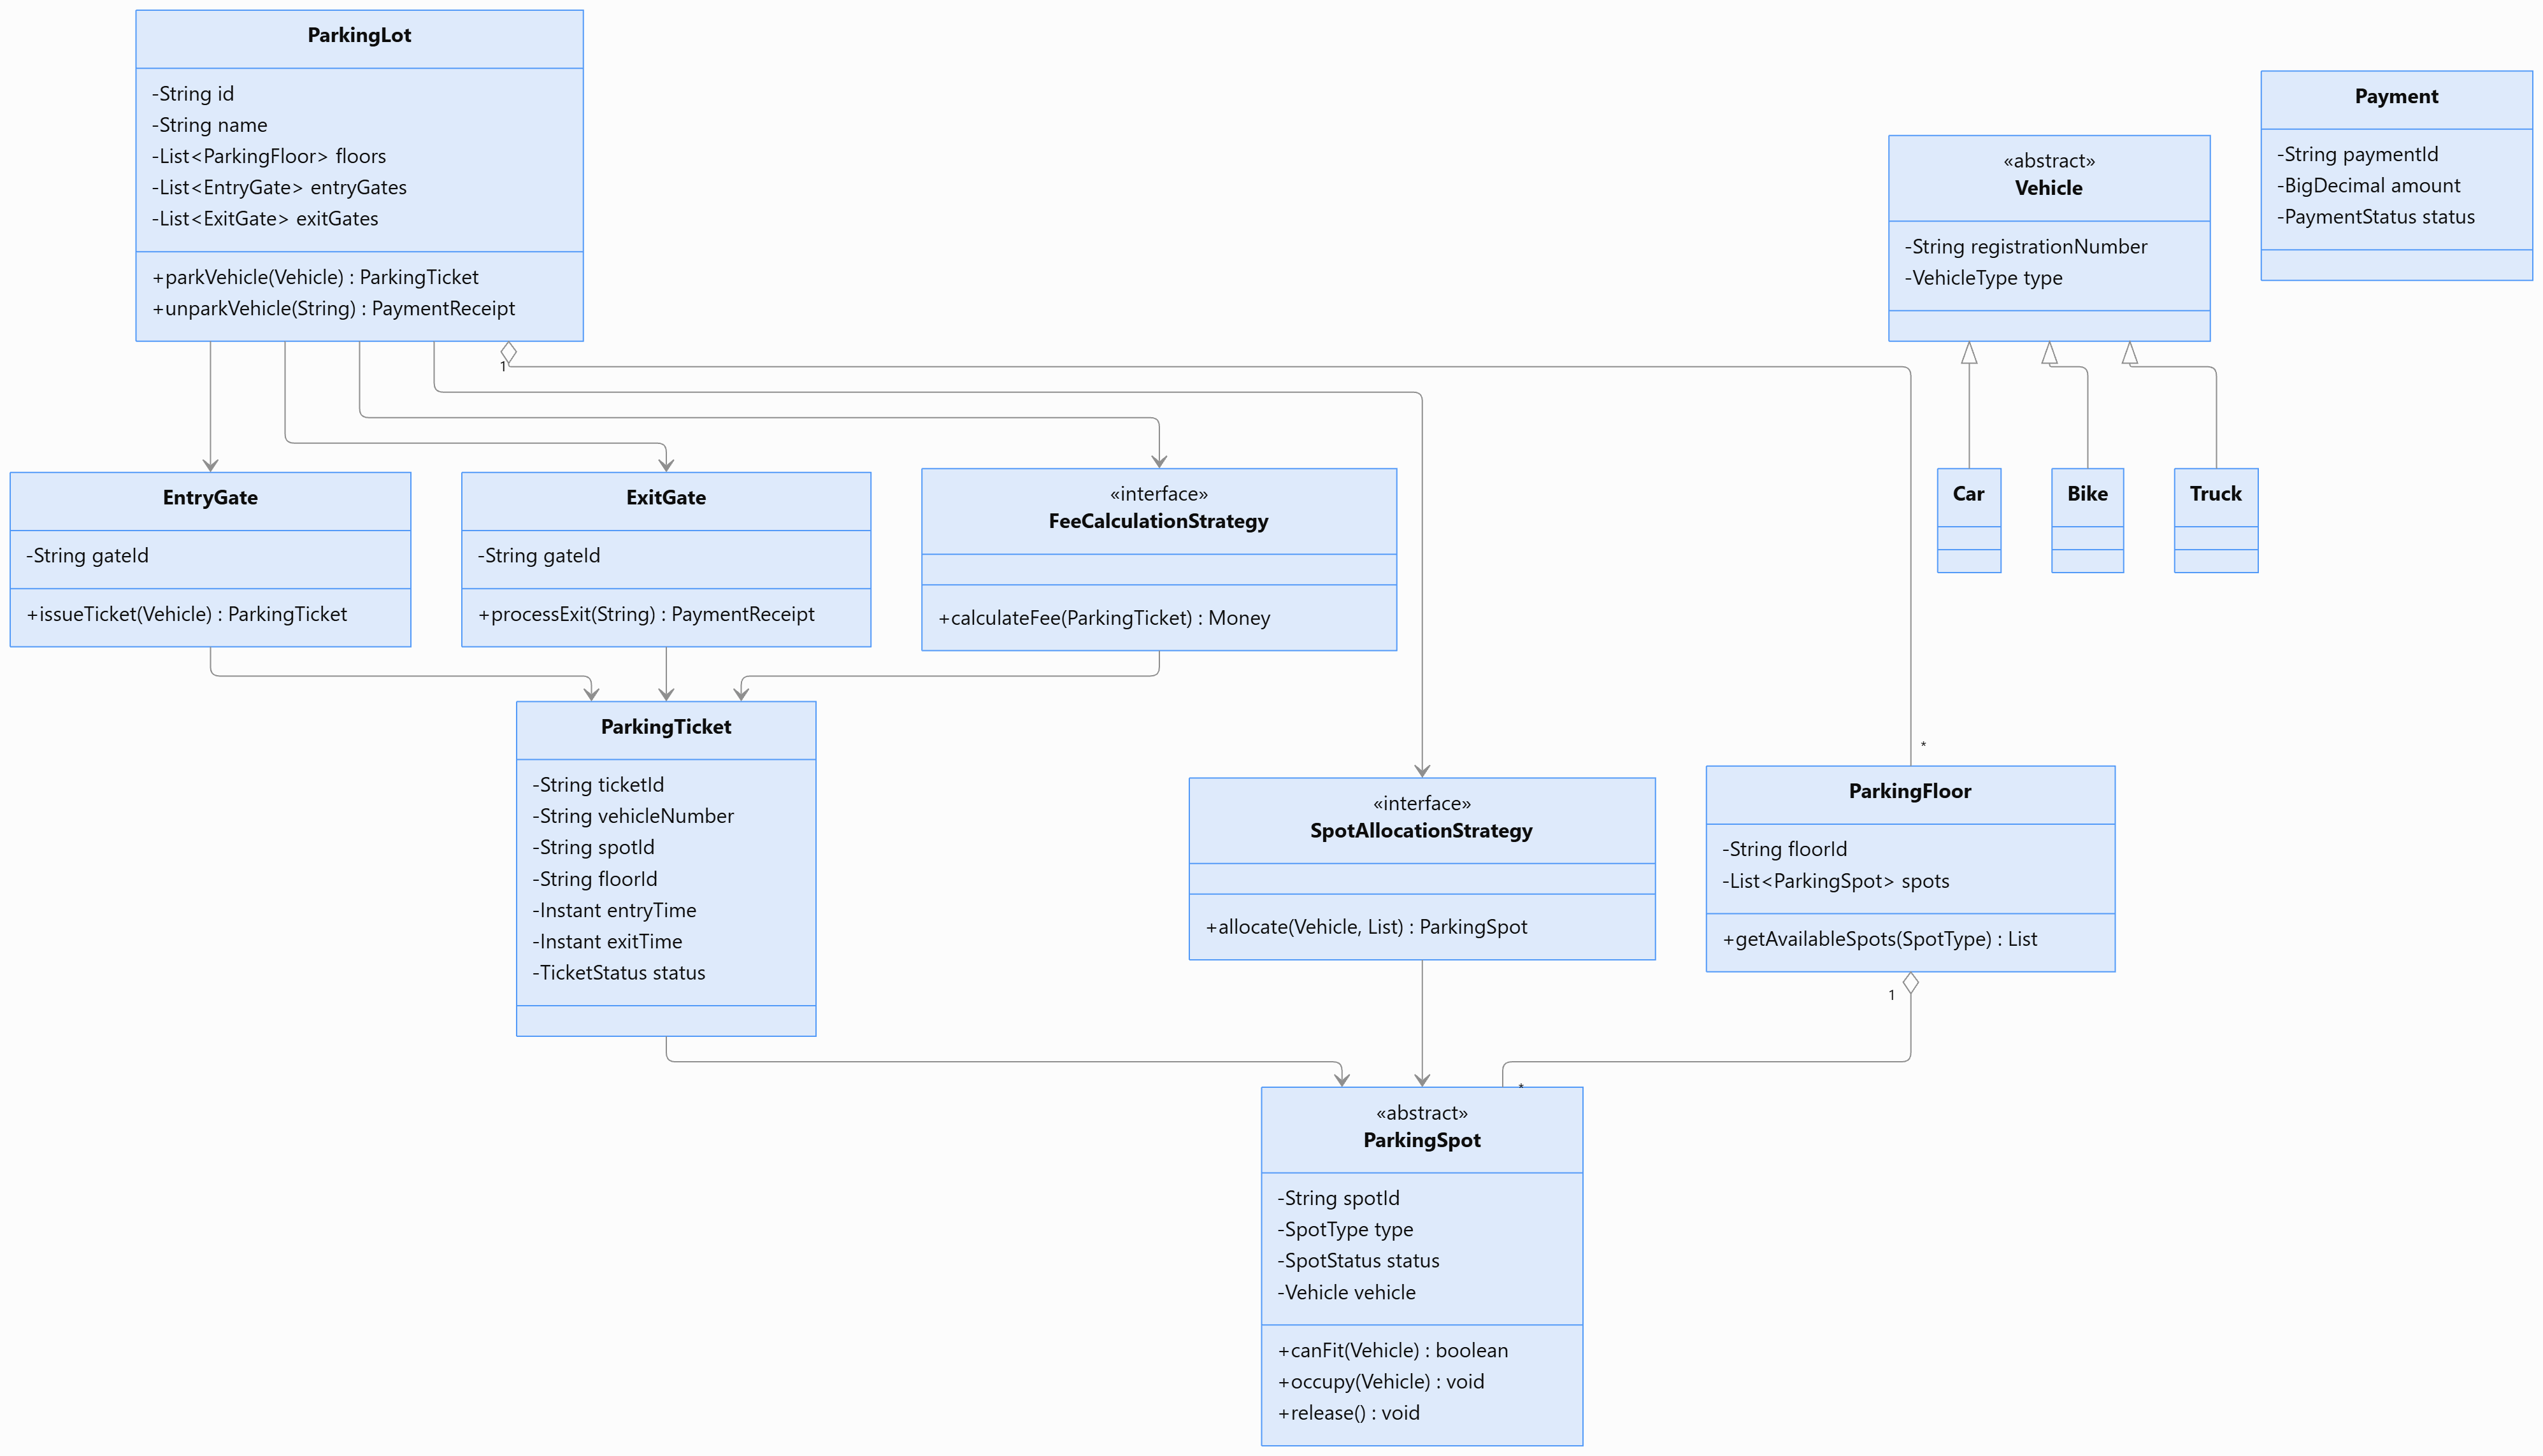 ParkingLot
-String id
-String name
-List<ParkingFloor> floors
-List<EntryGate> entryGates
-List<ExitGate> exitGates
+parkVehicle(Vehicle) : ParkingTicket
+unparkVehicle(String) : PaymentReceipt
1
«abstract»
Vehicle
-String registrationNumber
-VehicleType type
Payment
-String paymentId
-BigDecimal amount
-PaymentStatus status
EntryGate
-String gateId
+issueTicket(Vehicle) : ParkingTicket
ExitGate
-String gateId
+processExit(String) : PaymentReceipt
«interface»
FeeCalculationStrategy
+calculateFee(ParkingTicket) : Money
Car
Bike
Truck
ParkingTicket
-String ticketId
-String vehicleNumber
-String spotId
-String floorId
-Instant entryTime
-Instant exitTime
-TicketStatus status
«interface»
SpotAllocationStrategy
+allocate(Vehicle, List) : ParkingSpot
*
ParkingFloor
-String floorId
-List<ParkingSpot> spots
+getAvailableSpots(SpotType) : List
1
*
«abstract»
ParkingSpot
-String spotId
-SpotType type
-SpotStatus status
-Vehicle vehicle
+canFit(Vehicle) : boolean
+occupy(Vehicle) : void
+release() : void